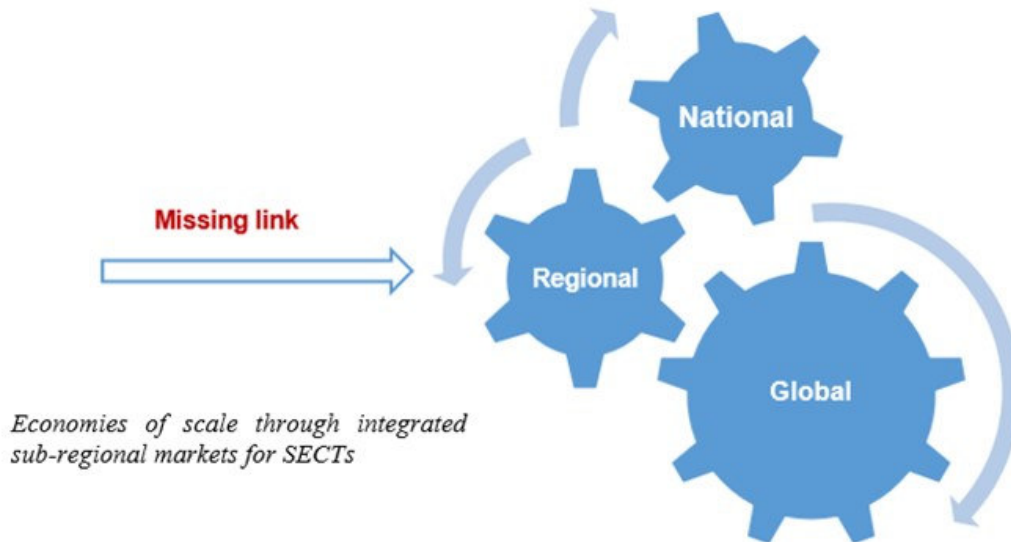 National
Missing link
Regional
Global
Economies of scale through integrated
sub-regional markets for SECTs